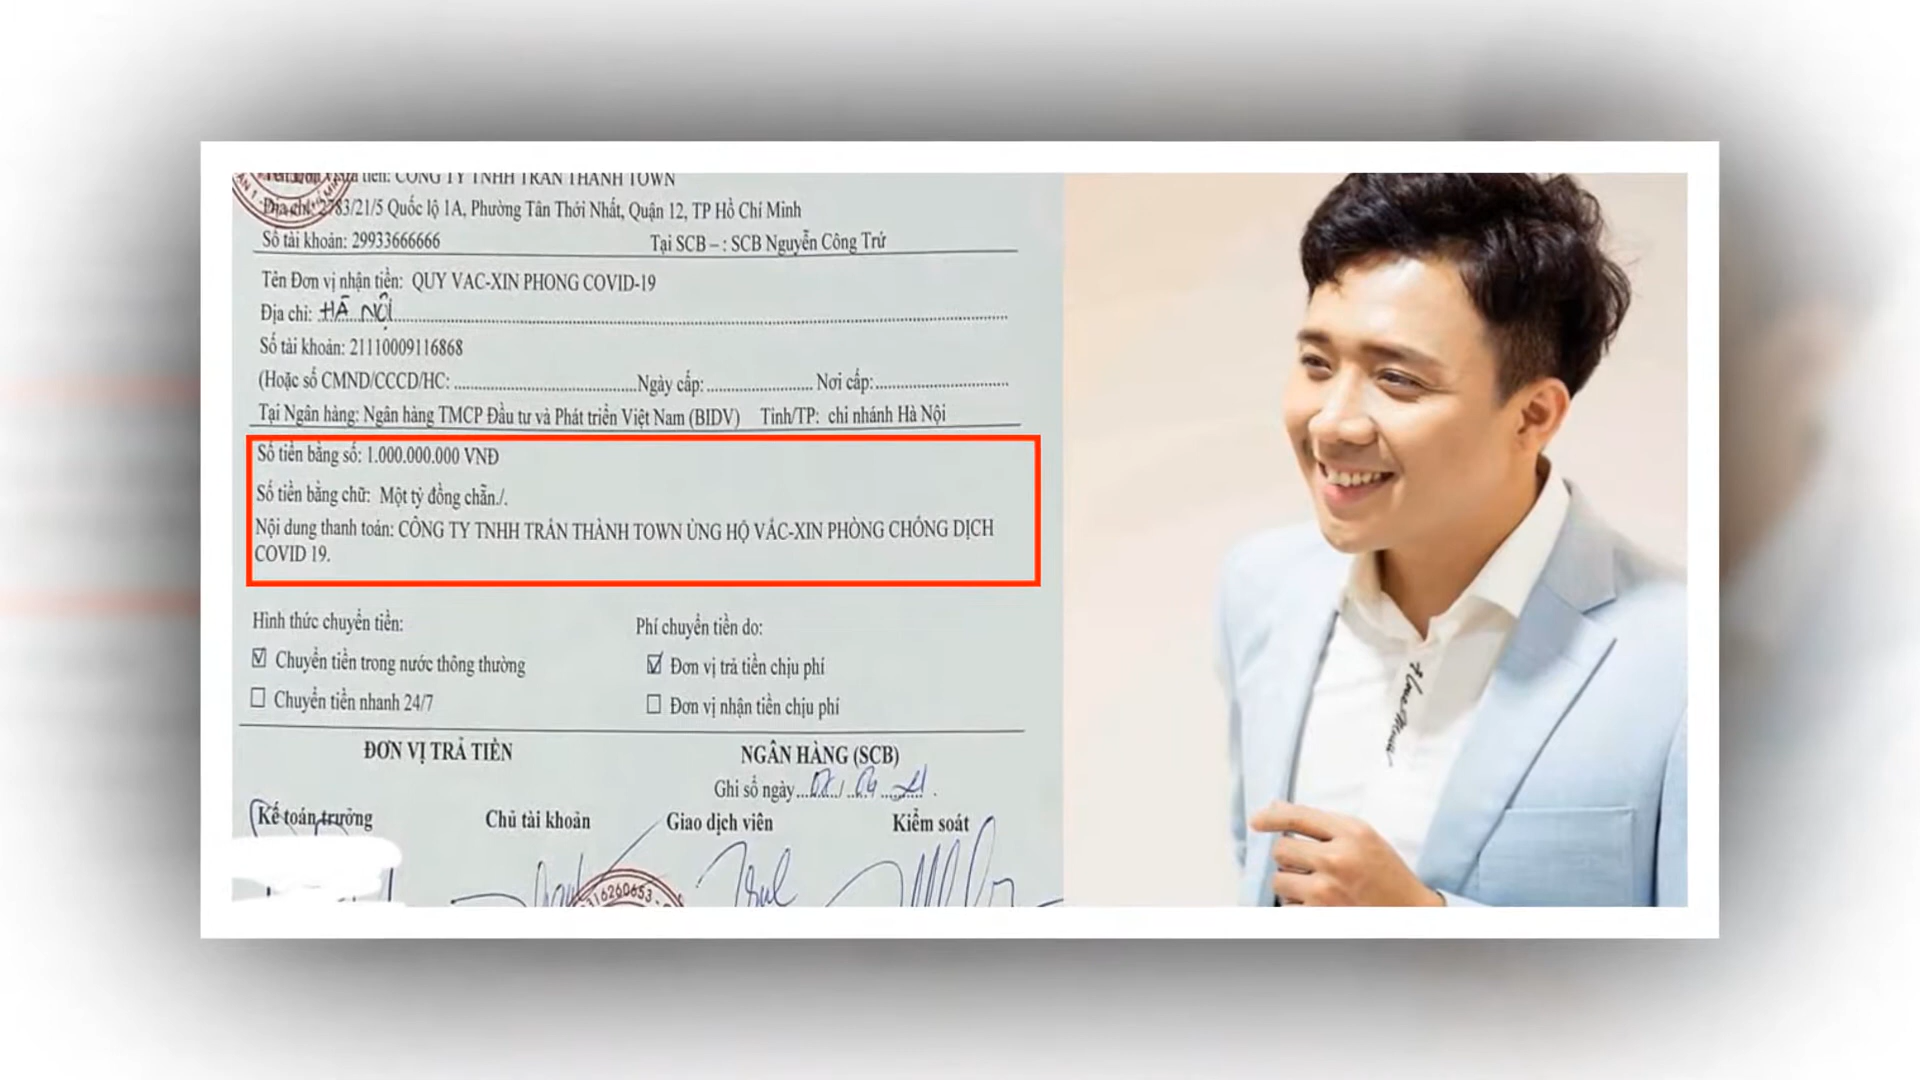 Tên Đơn vị trả tiền: CÔNG TY TNHH TRẤN THÀNH TOWN
Địa chỉ: 2783/21/5 Quốc lộ 1A, Phường Tân Thới Nhất, Quận 12, TP Hồ Chí Minh
Số tài khoản: 29933666666 Tại SCB – : SCB Nguyễn Công Trứ
Tên Đơn vị nhận tiền: QUY VAC-XIN PHONG COVID-19
Địa chỉ: HÀ NỘI
Số tài khoản: 21110009116868
(Hoặc số CMND/CCCD/HC: ........ Ngày cấp: ........ Nơi cấp: ........
Tại Ngân hàng: Ngân hàng TMCP Đầu tư và Phát triển Việt Nam (BIDV) Tỉnh/TP: chi nhánh Hà Nội
Số tiền bằng số: 1.000.000.000 VNĐ
Số tiền bằng chữ: Một tỷ đồng chẵn./.
Nội dung thanh toán: CÔNG TY TNHH TRẤN THÀNH TOWN ỦNG HỘ VẮC-XIN PHÒNG CHỐNG DỊCH
COVID 19.
Hình thức chuyển tiền: Phí chuyển tiền do:
☑ Chuyển tiền trong nước thông thường ☑ Đơn vị trả tiền chịu phí
☐ Chuyển tiền nhanh 24/7 ☐ Đơn vị nhận tiền chịu phí
ĐƠN VỊ TRẢ TIỀN NGÂN HÀNG (SCB)
Ghi sổ ngày
Kế toán trưởng Chủ tài khoản Giao dịch viên Kiểm soát
16260653